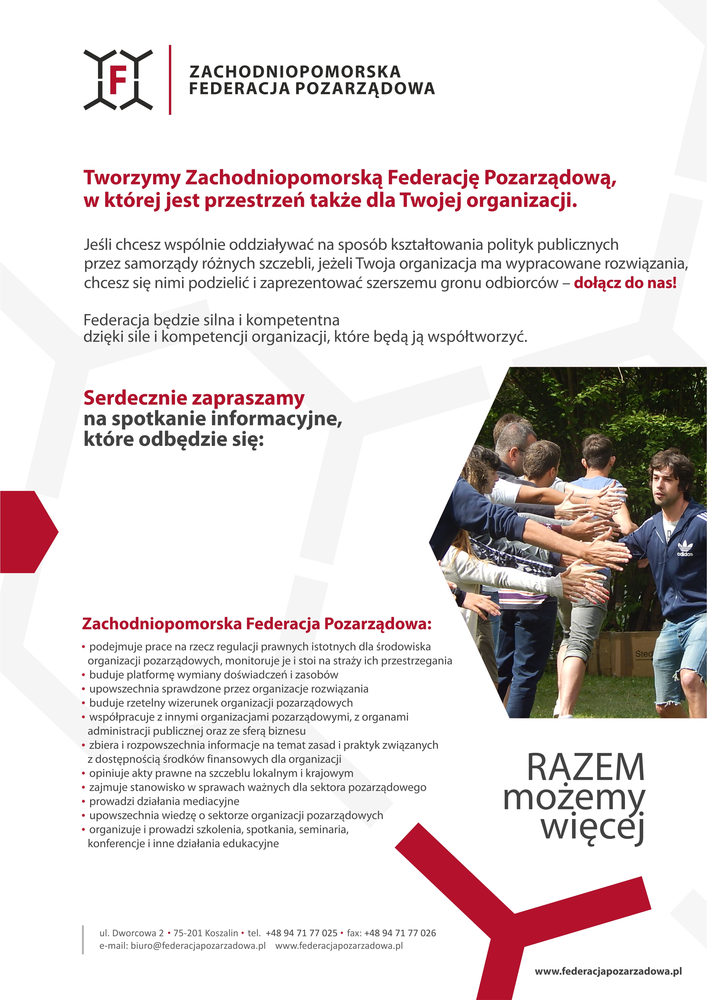 F
ZACHODNIOPOMORSKA
FEDERACJA POZARZĄDOWA
Tworzymy Zachodniopomorską Federację Pozarządową,
w której jest przestrzeń także dla Twojej organizacji.
Jeśli chcesz wspólnie oddziaływać na sposób kształtowania polityk publicznych
przez samorządy różnych szczebli, jeżeli Twoja organizacja ma wypracowane rozwiązania,
chcesz się nimi podzielić i zaprezentować szerszemu gronu odbiorców – dołącz do nas!
Federacja będzie silna i kompetentna
dzięki sile i kompetencji organizacji, które będą ją współtworzyć.
Serdecznie zapraszamy
na spotkanie informacyjne,
które odbędzie się:
adidas
Sted
Zachodniopomorska Federacja Pozarządowa:
• podejmuje prace na rzecz regulacji prawnych istotnych dla środowiska
organizacji pozarządowych, monitoruje je i stoi na straży ich przestrzegania
• buduje platformę wymiany doświadczeń i zasobów
• upowszechnia sprawdzone przez organizacje rozwiązania
• buduje rzetelny wizerunek organizacji pozarządowych
• współpracuje z innymi organizacjami pozarządowymi, z organami
administracji publicznej oraz ze sferą biznesu
• zbiera i rozpowszechnia informacje na temat zasad i praktyk związanych
z dostępnością środków finansowych dla organizacji
• opiniuje akty prawne na szczeblu lokalnym i krajowym
• zajmuje stanowisko w sprawach ważnych dla sektora pozarządowego
• prowadzi działania mediacyjne
• upowszechnia wiedzę o sektorze organizacji pozarządowych
• organizuje i prowadzi szkolenia, spotkania, seminaria,
konferencje i inne działania edukacyjne
RAZEM
możemy
więcej
ul. Dworcowa 2 • 75-201 Koszalin • tel. +48 94 71 77 025 • fax: +48 94 71 77 026
e-mail: biuro@federacjapozarzadowa.pl www.federacjapozarzadowa.pl
www.federacjapozarzadowa.pl